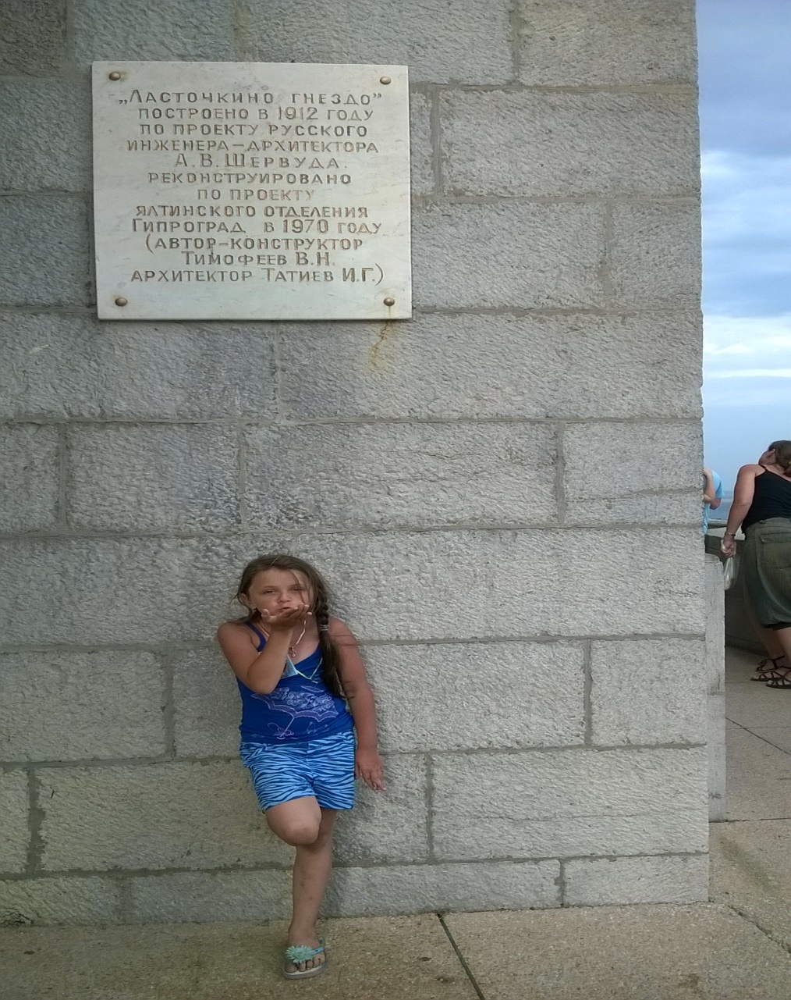 „Ласточкино гнездо”
построено в 1912 году
по проекту русского
инженера—архитектора
А.В.Шервуда.
реконструировано
по проекту
ялтинского отделения
Гипроград в 1970 году
(автор-конструктор
Тимофеев В.Н.
архитектор Татиев И.Г.)